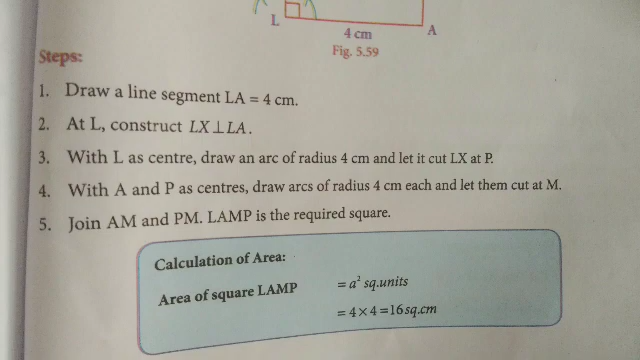 L
4 cm
A
Fig. 5.59
Steps:
1. Draw a line segment LA = 4 cm.
2. At L, construct LX⊥LA.
3. With L as centre, draw an arc of radius 4 cm and let it cut LX at P.
4. With A and P as centres, draw arcs of radius 4 cm each and let them cut at M.
5. Join AM and PM. LAMP is the required square.
Calculation of Area:
Area of square LAMP = a² sq.units
= 4×4=16sq.cm